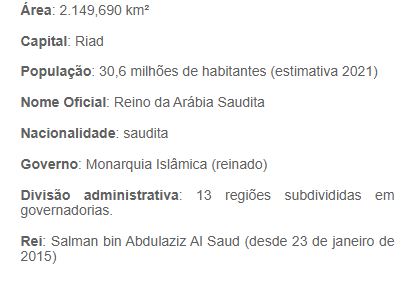 Área: 2.149,690 km²
Capital: Riad
População: 30,6 milhões de habitantes (estimativa 2021)
Nome Oficial: Reino da Arábia Saudita
Nacionalidade: saudita
Governo: Monarquia Islâmica (reinado)
Divisão administrativa: 13 regiões subdivididas em
governadorias.
Rei: Salman bin Abdulaziz Al Saud (desde 23 de janeiro de
2015)